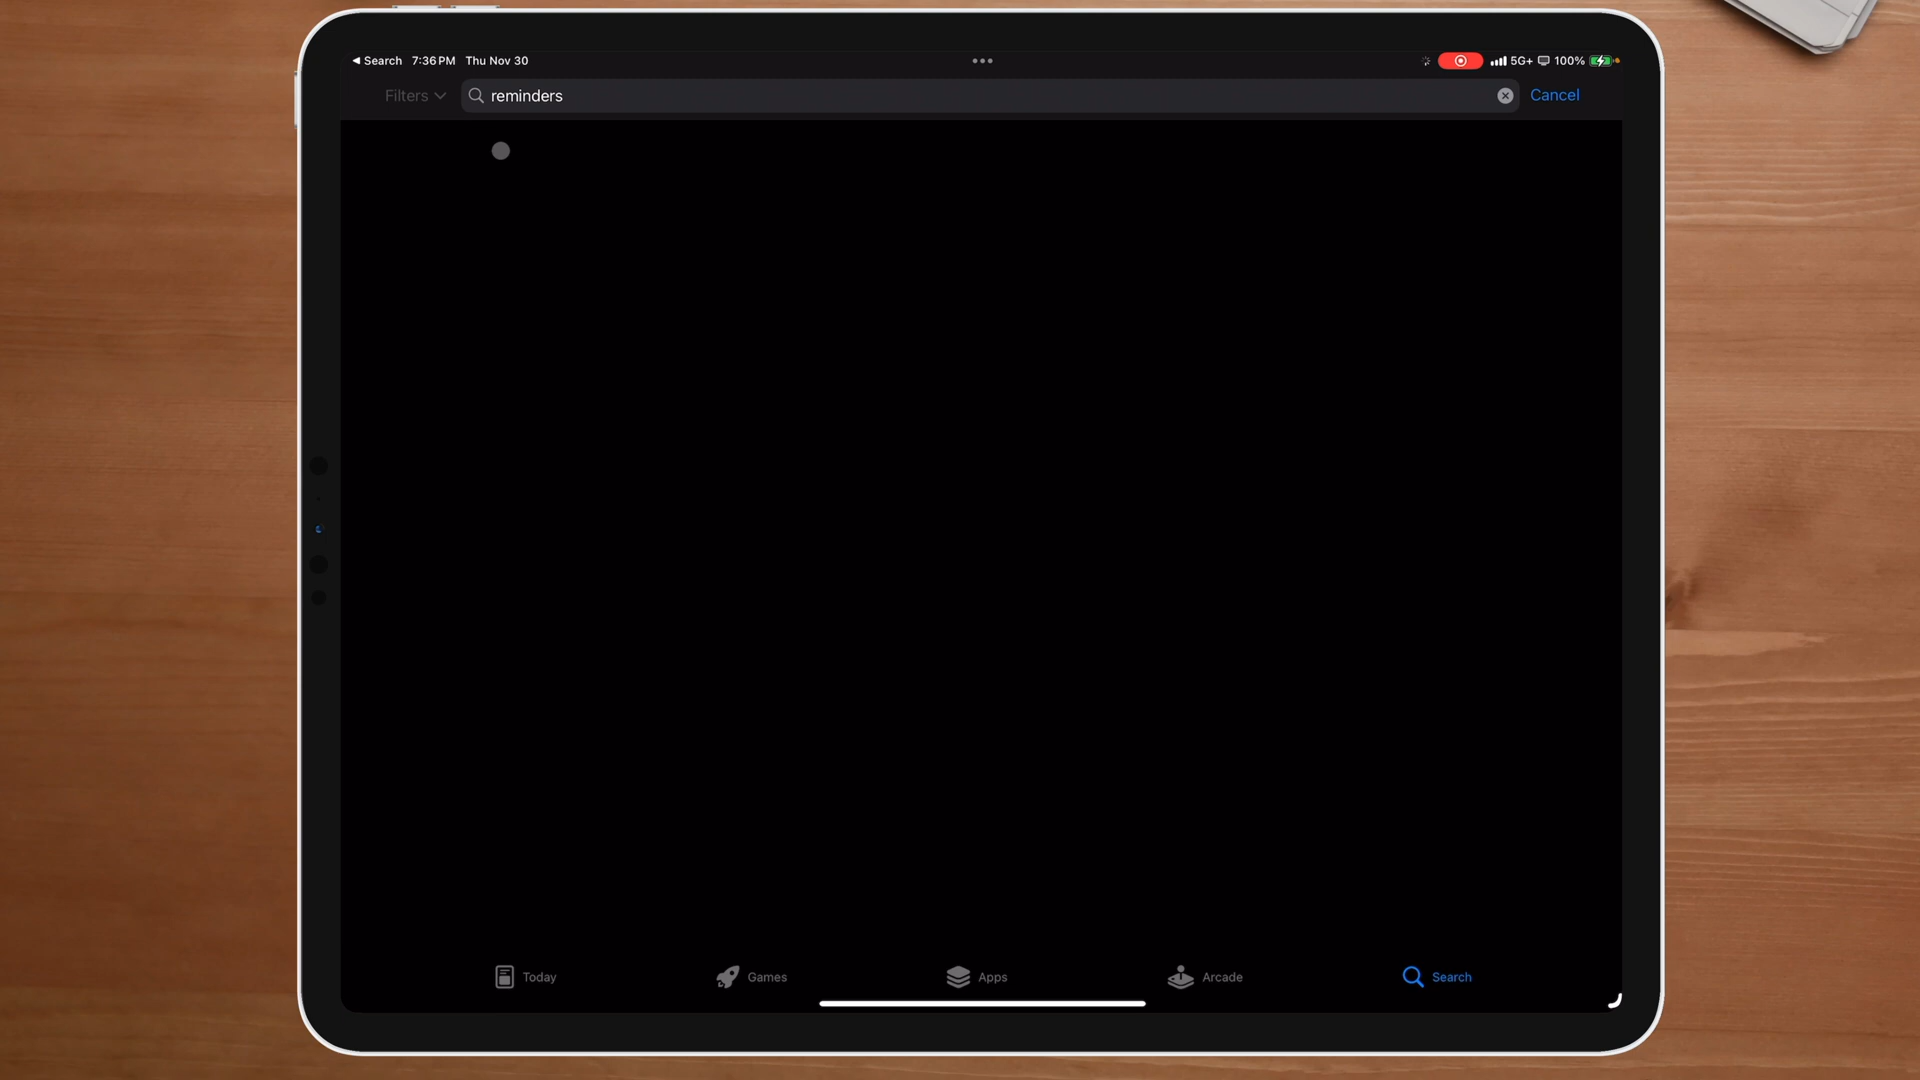 ◀ Search 7:36 PM Thu Nov 30
5G+ 100%
Filters reminders Cancel
Today Games Apps Arcade Search